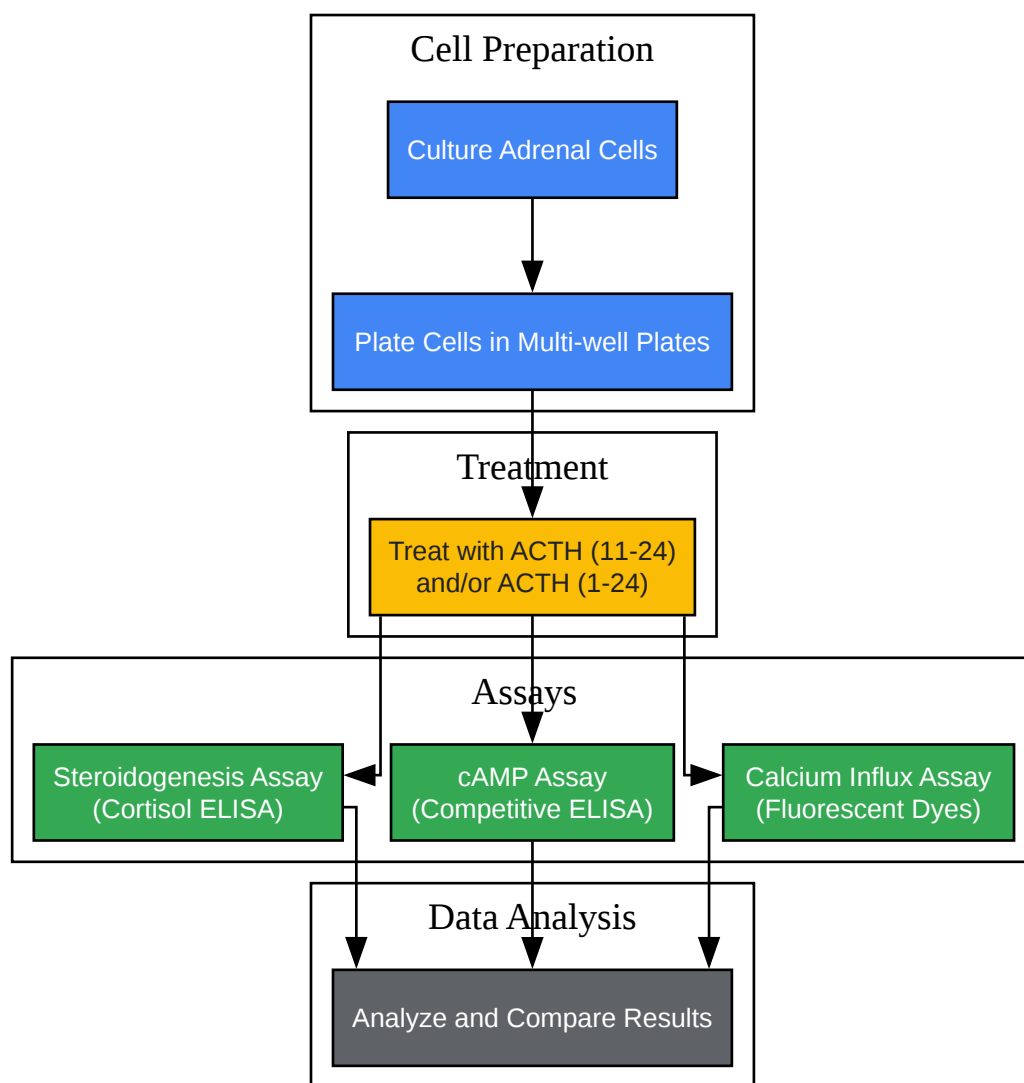 Cell Preparation
Culture Adrenal Cells
Plate Cells in Multi-well Plates
Treatment
Treat with ACTH (11-24)
and/or ACTH (1-24)
Assays
Steroidogenesis Assay
(Cortisol ELISA)
cAMP Assay
(Competitive ELISA)
Calcium Influx Assay
(Fluorescent Dyes)
Data Analysis
Analyze and Compare Results